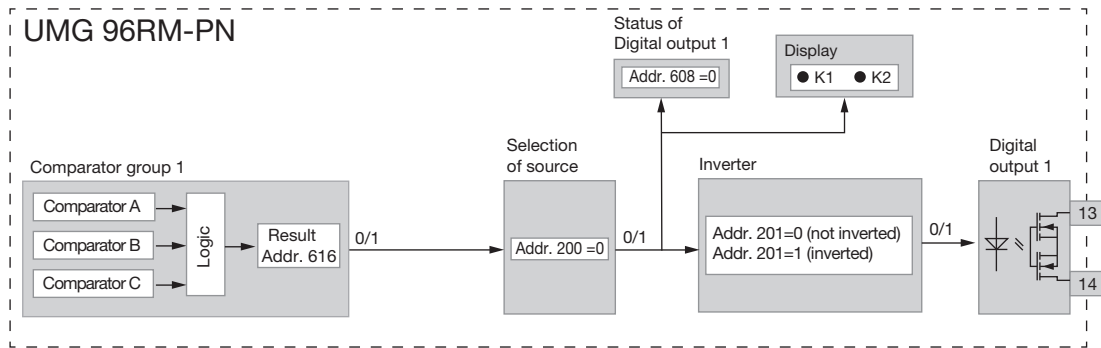 UMG 96RM-PN
Status of
Digital output 1
Addr. 608 =0
Display
K1 K2
Comparator group 1
Comparator A
Comparator B
Comparator C
Logic
Result
Addr. 616
0/1
Selection
of source
Addr. 200 =0
0/1
Inverter
Addr. 201=0 (not inverted)
Addr. 201=1 (inverted)
0/1
Digital
output 1
13
14